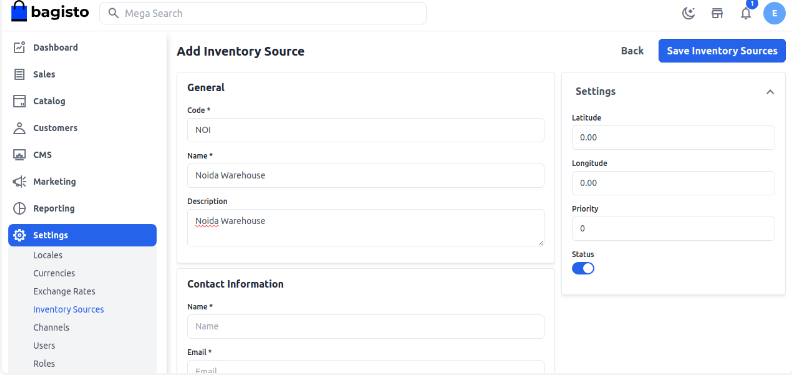 bagisto
Mega Search
1
E
Dashboard
Sales
Catalog
Customers
CMS
Marketing
Reporting
Settings
Locales
Currencies
Exchange Rates
Inventory Sources
Channels
Users
Roles
Add Inventory Source
Back
Save Inventory Sources
General
Code *
NOI
Name *
Noida Warehouse
Description
Noida Warehouse
Contact Information
Name *
Name
Email *
Email
Settings
Latitude
0.00
Longitude
0.00
Priority
0
Status